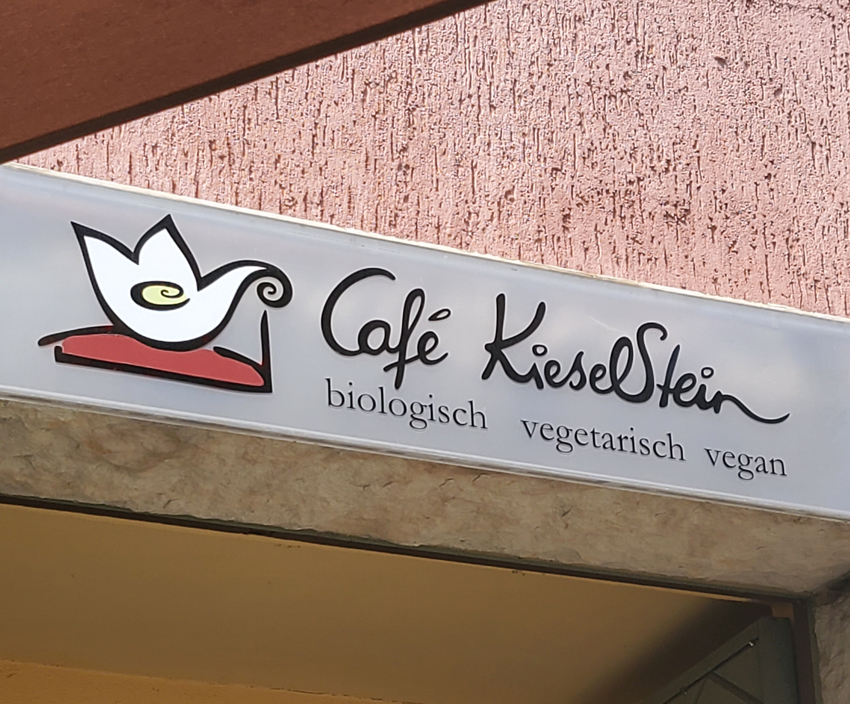 Café KieselStein
biologisch vegetarisch vegan